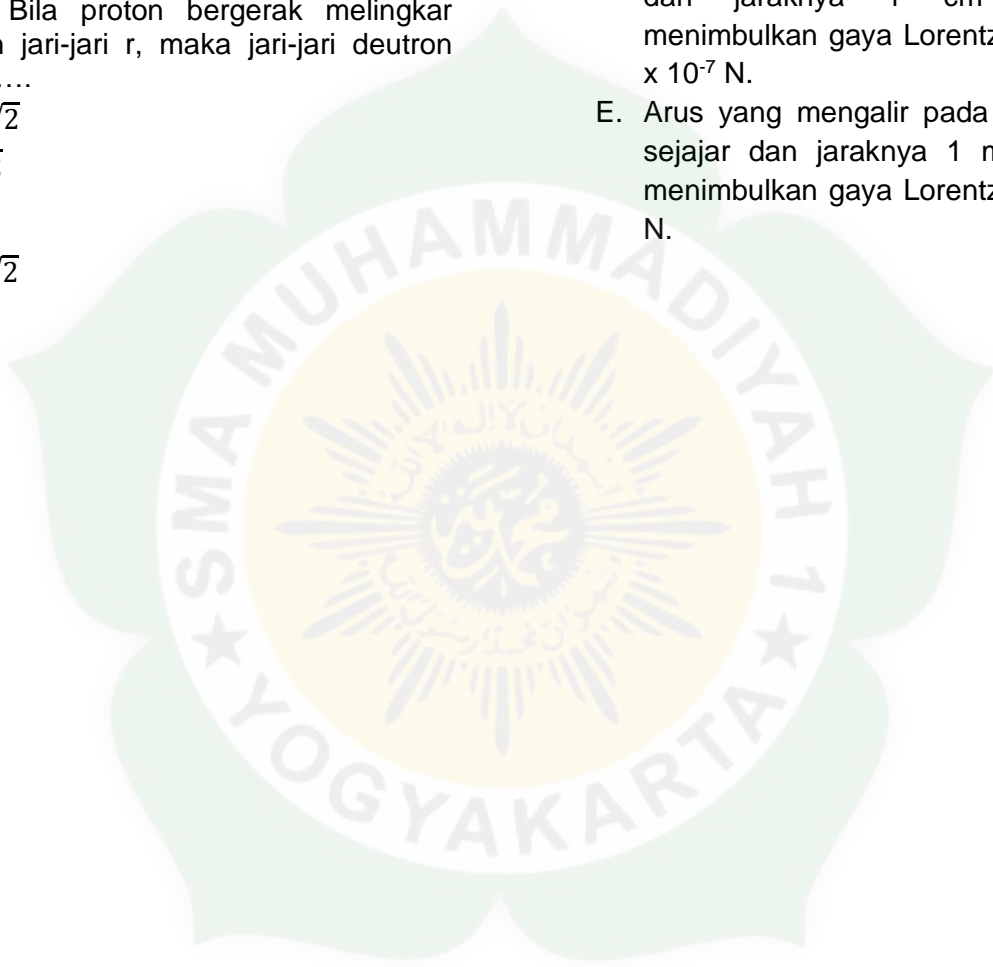 Bila proton bergerak melingkar
jari-jari r, maka jari-jari deutron
….
√2
√2
dan jaraknya 1 cm
menimbulkan gaya Lorentz
x 10⁻⁷ N.
E. Arus yang mengalir pada
sejajar dan jaraknya 1 m
menimbulkan gaya Lorentz
N.
SMA MUHAMMADIYAH 1
YOGYAKARTA